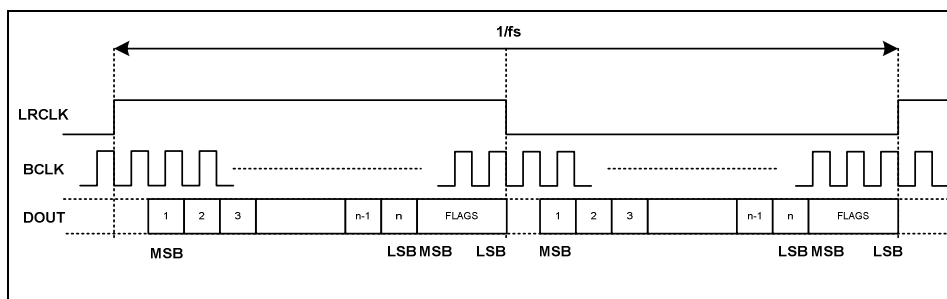 1/fs
LRCLK
BCLK
DOUT 1 2 3 n-1 n FLAGS 1 2 3 n-1 n FLAGS
MSB LSB MSB LSB MSB LSB MSB LSB